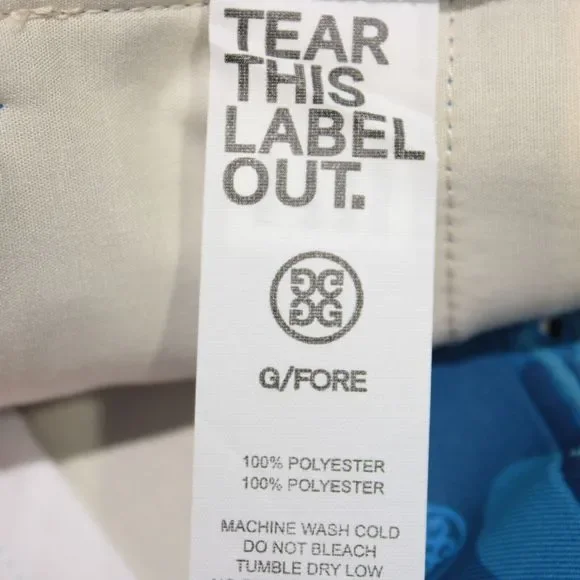 TEAR
THIS
LABEL
OUT.
G/FORE
100% POLYESTER
100% POLYESTER
MACHINE WASH COLD
DO NOT BLEACH
TUMBLE DRY LOW